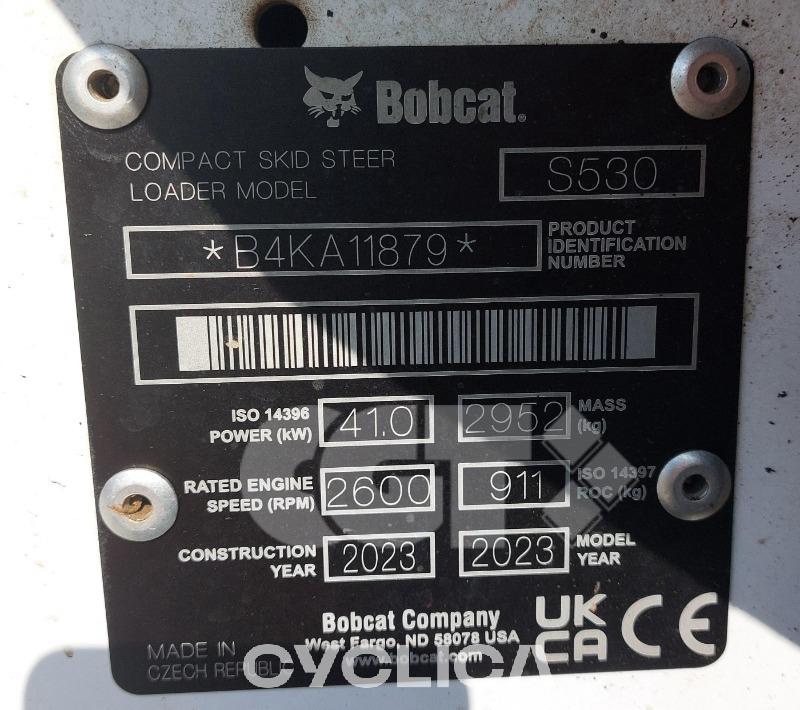 Bobcat®
COMPACT SKID STEER
LOADER MODEL
S530
*B4KA11879*
PRODUCT
IDENTIFICATION
NUMBER
ISO 14396
POWER (kW)
41.0
2952
MASS
(kg)
RATED ENGINE
SPEED (RPM)
2600
911
ISO 14397
ROC (kg)
CONSTRUCTION
YEAR
2023
2023
MODEL
YEAR
Bobcat Company
West Fargo, ND 58078 USA
www.bobcat.com
MADE IN
CZECH REPUBLIC
UK
CA
CE
CYCLICA